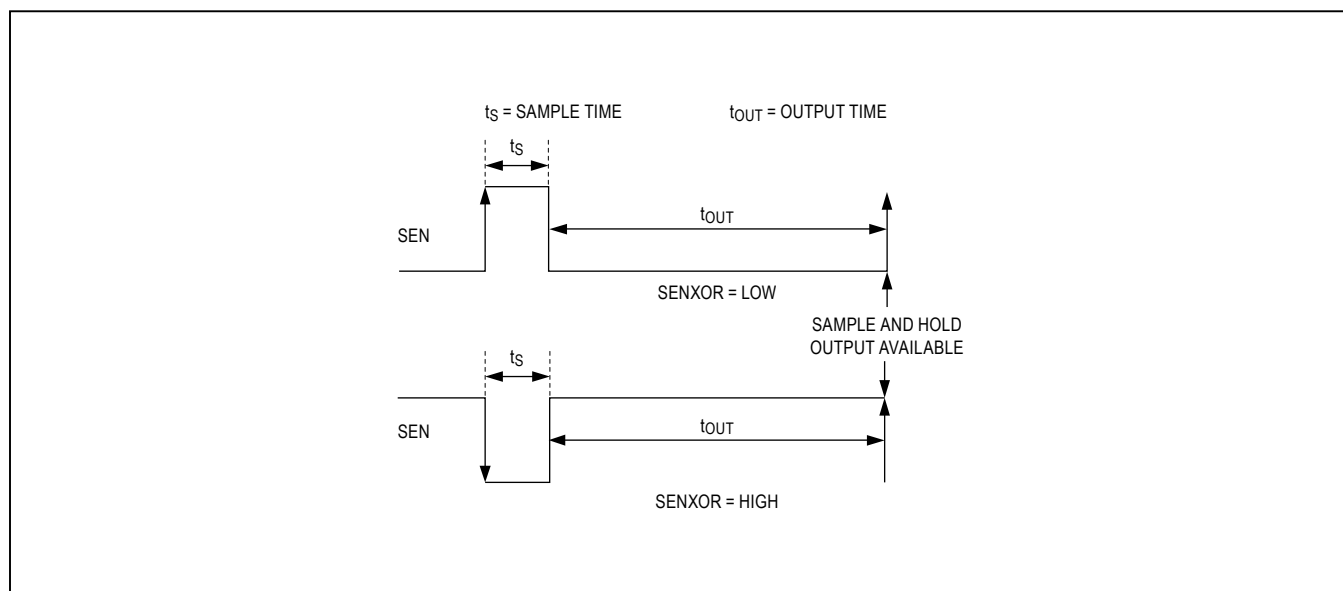 tS = SAMPLE TIME
tOUT = OUTPUT TIME
tS
tOUT
SEN
SENXOR = LOW
SAMPLE AND HOLD
OUTPUT AVAILABLE
tS
SEN
tOUT
SENXOR = HIGH